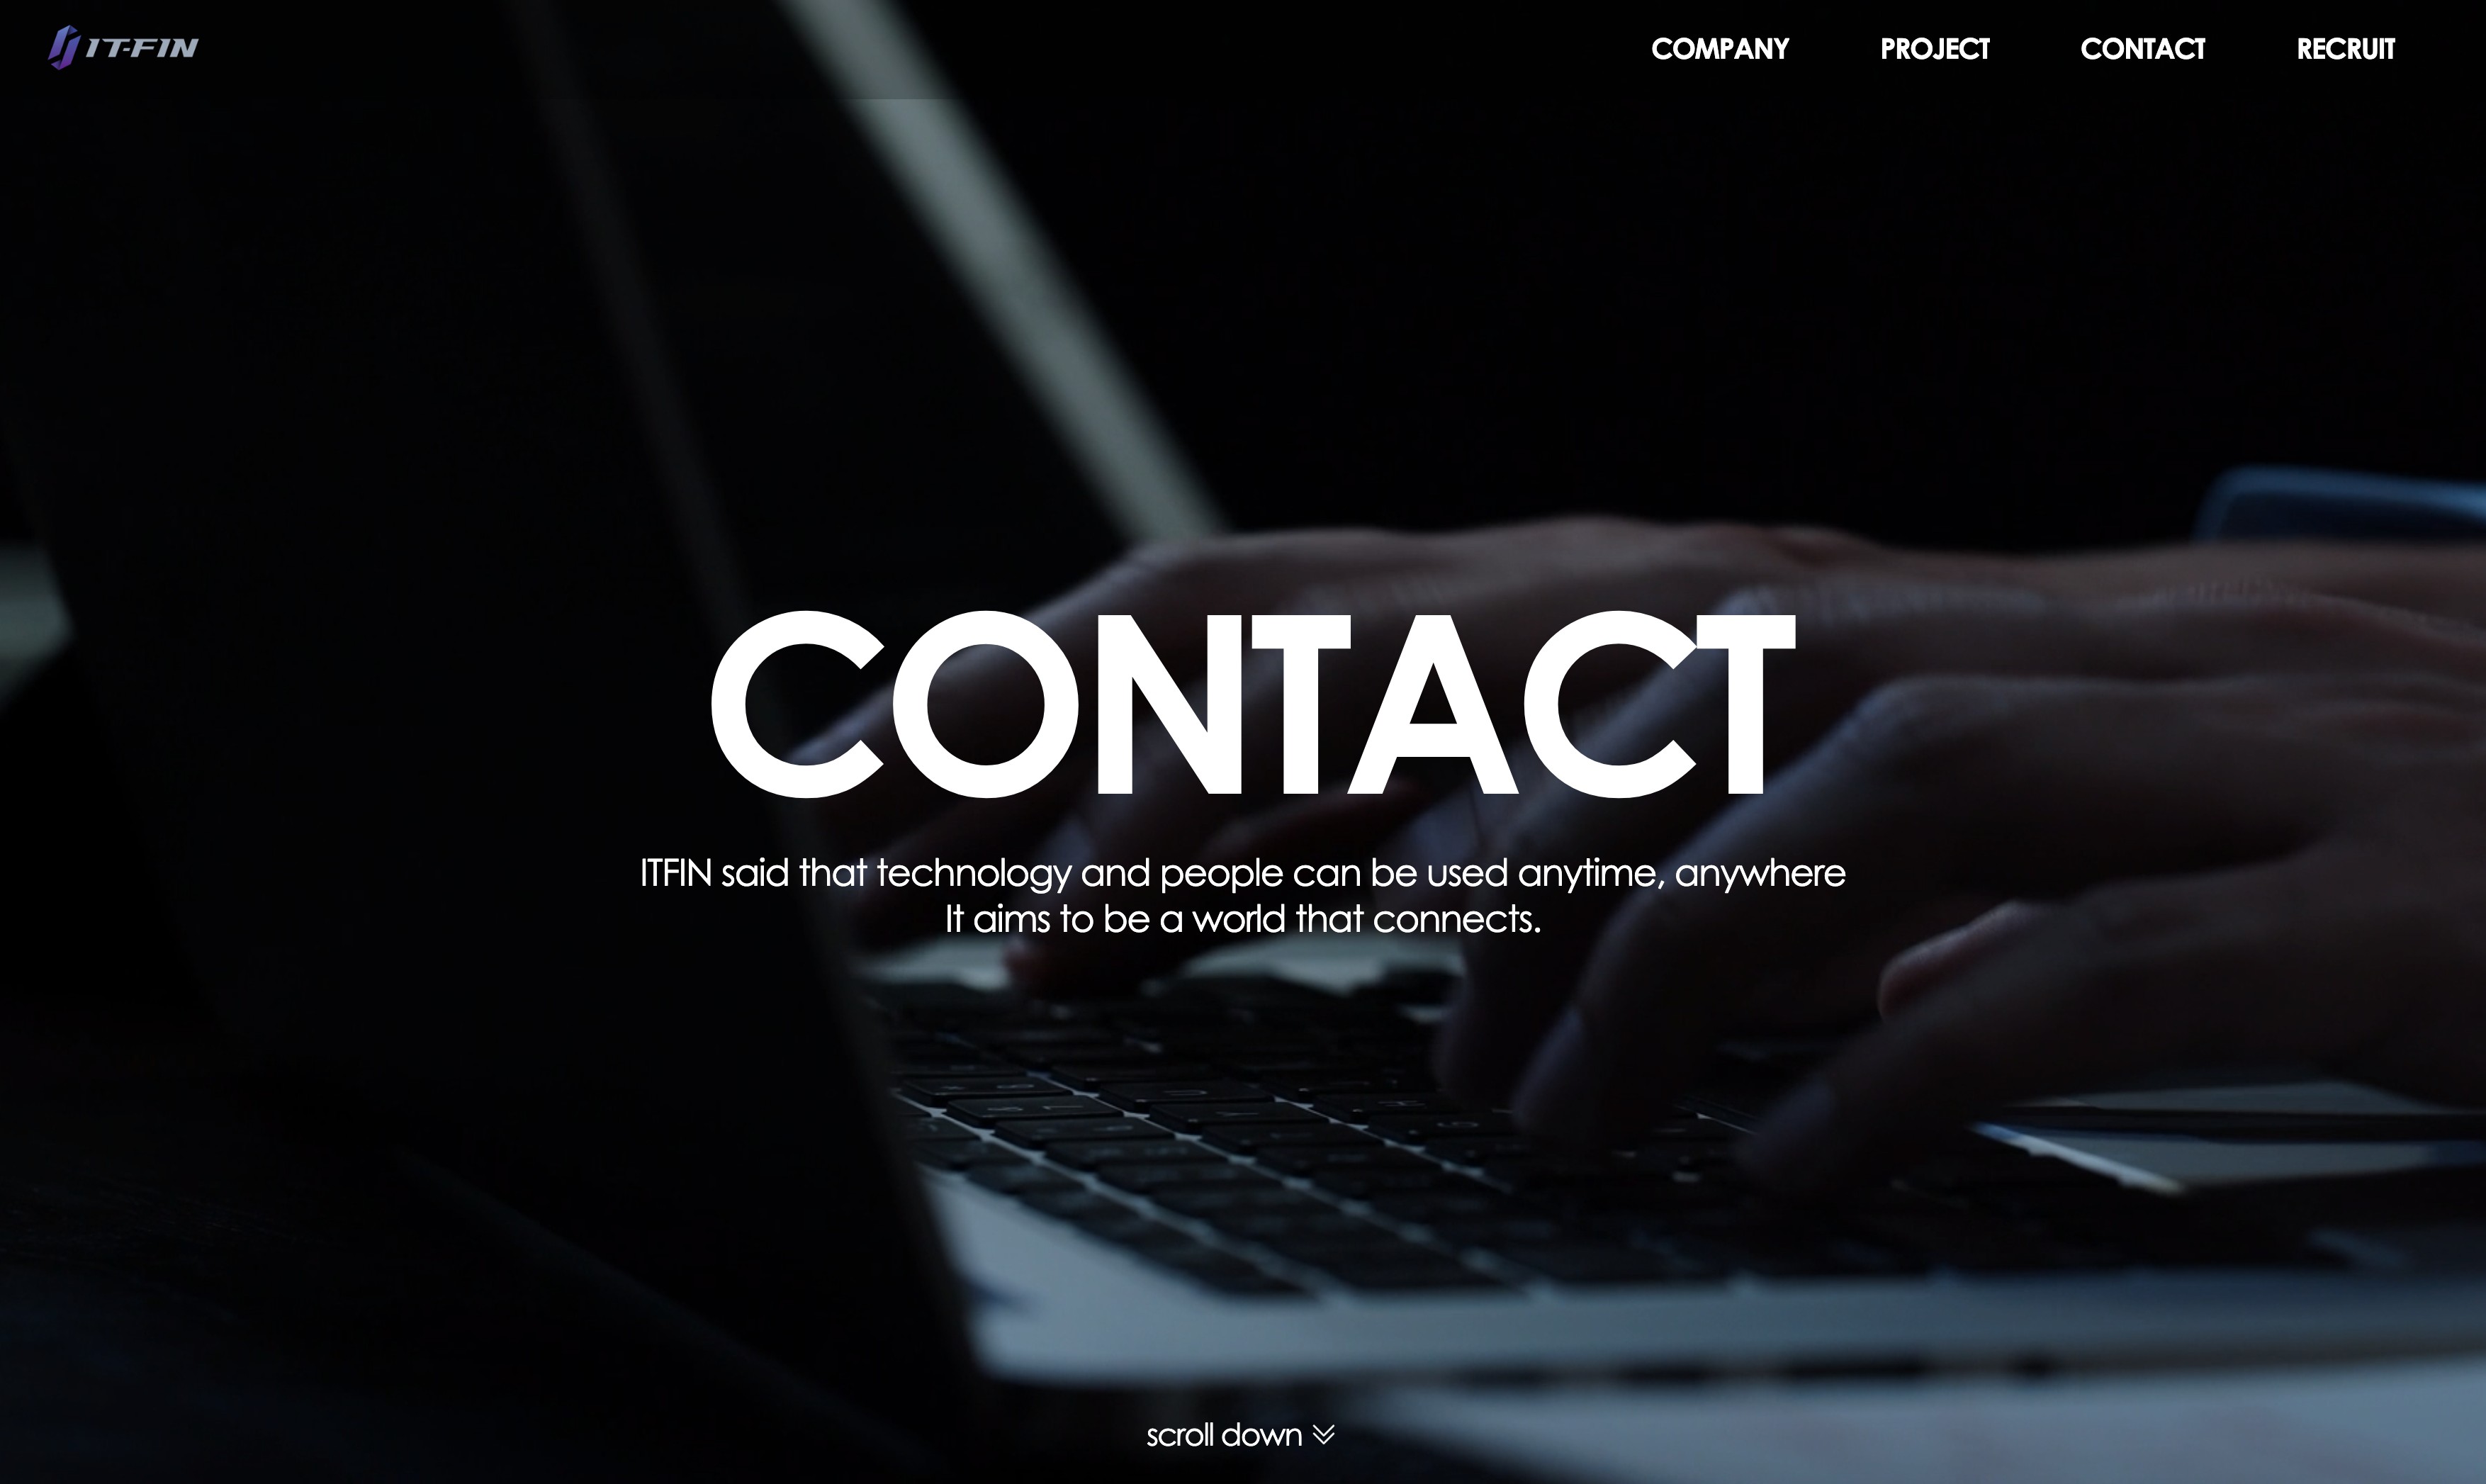 IT-FIN
COMPANY PROJECT CONTACT RECRUIT
CONTACT
ITFIN said that technology and people can be used anytime, anywhere
It aims to be a world that connects.
scroll down